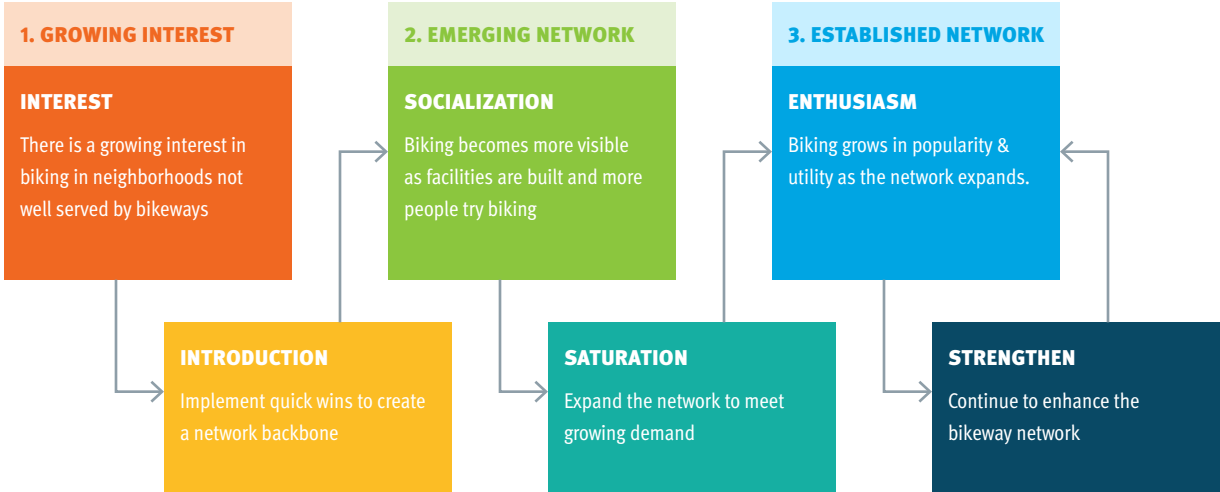 1. GROWING INTEREST
INTEREST
There is a growing interest in
biking in neighborhoods not
well served by bikeways
INTRODUCTION
Implement quick wins to create
a network backbone
2. EMERGING NETWORK
SOCIALIZATION
Biking becomes more visible
as facilities are built and more
people try biking
SATURATION
Expand the network to meet
growing demand
3. ESTABLISHED NETWORK
ENTHUSIASM
Biking grows in popularity &
utility as the network expands.
STRENGTHEN
Continue to enhance the
bikeway network